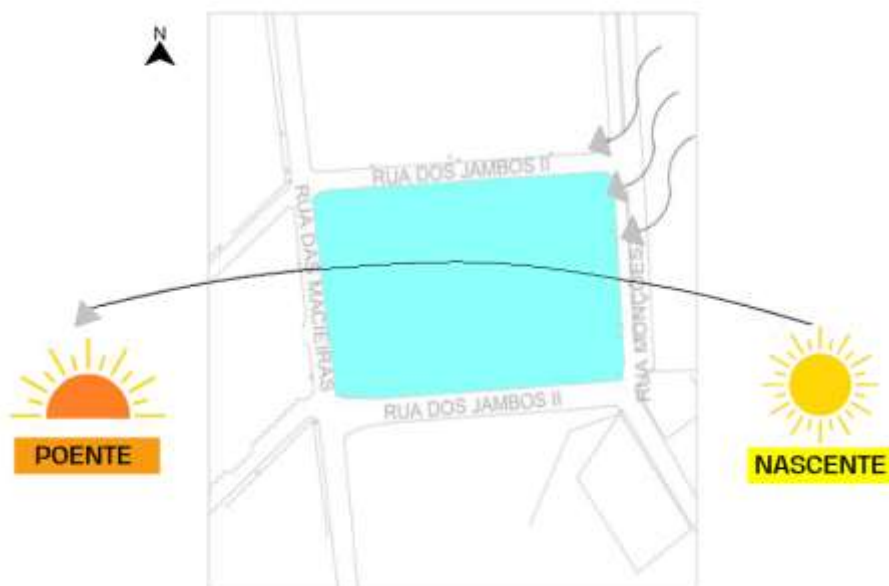 N
RUA DOS JAMBOS II
RUA DAS MACIEIRAS
RUA MONÇÕES
RUA DOS JAMBOS II
POENTE
NASCENTE